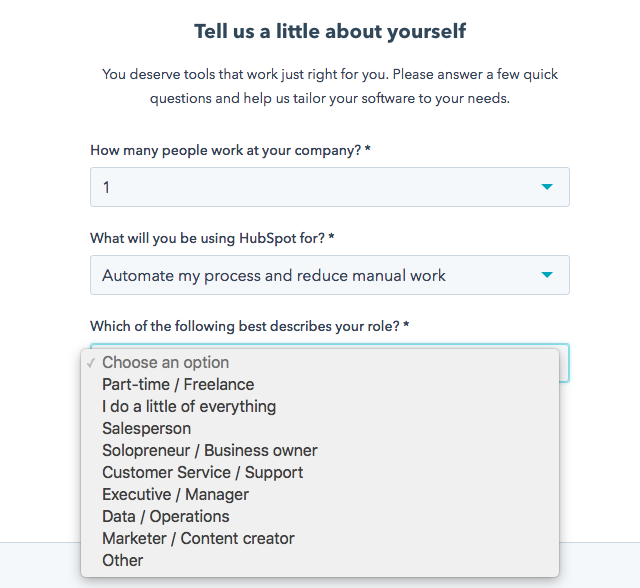 Tell us a little about yourself
You deserve tools that work just right for you. Please answer a few quick
questions and help us tailor your software to your needs.
How many people work at your company? *
1
What will you be using HubSpot for? *
Automate my process and reduce manual work
Which of the following best describes your role? *
✓ Choose an option
Part-time / Freelance
I do a little of everything
Salesperson
Solopreneur / Business owner
Customer Service / Support
Executive / Manager
Data / Operations
Marketer / Content creator
Other